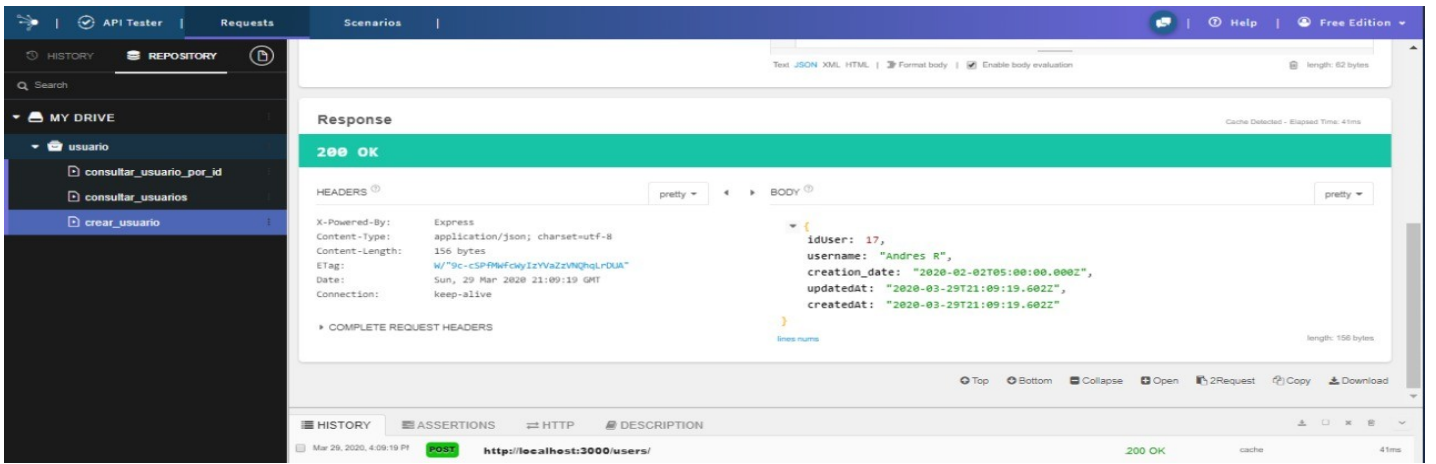 API Tester | Requests Scenarios | Help | Free Edition
HISTORY REPOSITORY
Search
MY DRIVE
usuario
consultar_usuario_por_id
consultar_usuarios
crear_usuario
Text JSON XML HTML | Format body | Enable body evaluation length: 62 bytes
Response Cache Detected - Elapsed Time: 41ms
200 OK
HEADERS pretty BODY pretty
X-Powered-By: Express
Content-Type: application/json; charset=utf-8
Content-Length: 156 bytes
ETag:
Date: Sun, 29 Mar 2020 21:09:19 GMT
Connection: keep-alive
COMPLETE REQUEST HEADERS
{
idUser: 17,
username: "Andres R",
creation_date: "2020-02-02T05:00:00.000Z",
updatedAt: "2020-03-29T21:09:19.602Z",
createdAt: "2020-03-29T21:09:19.602Z"
}
lines nums length: 156 bytes
Top Bottom Collapse Open 2Request Copy Download
HISTORY ASSERTIONS HTTP DESCRIPTION
Mar 29, 2020, 4:09:19 PM POST http://localhost:3000/users/ 200 OK cache 41ms